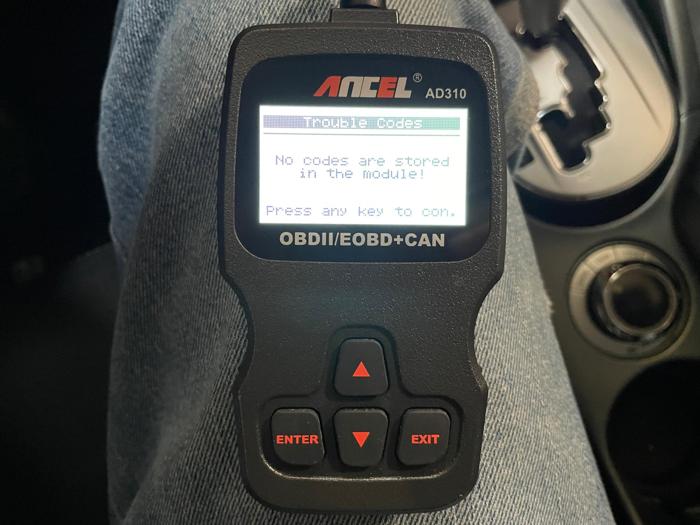 ANCEL®
AD310
Trouble Codes
No codes are stored
in the module!
Press any key to con.
OBDII/EOBD+CAN
▲
ENTER
▼
EXIT